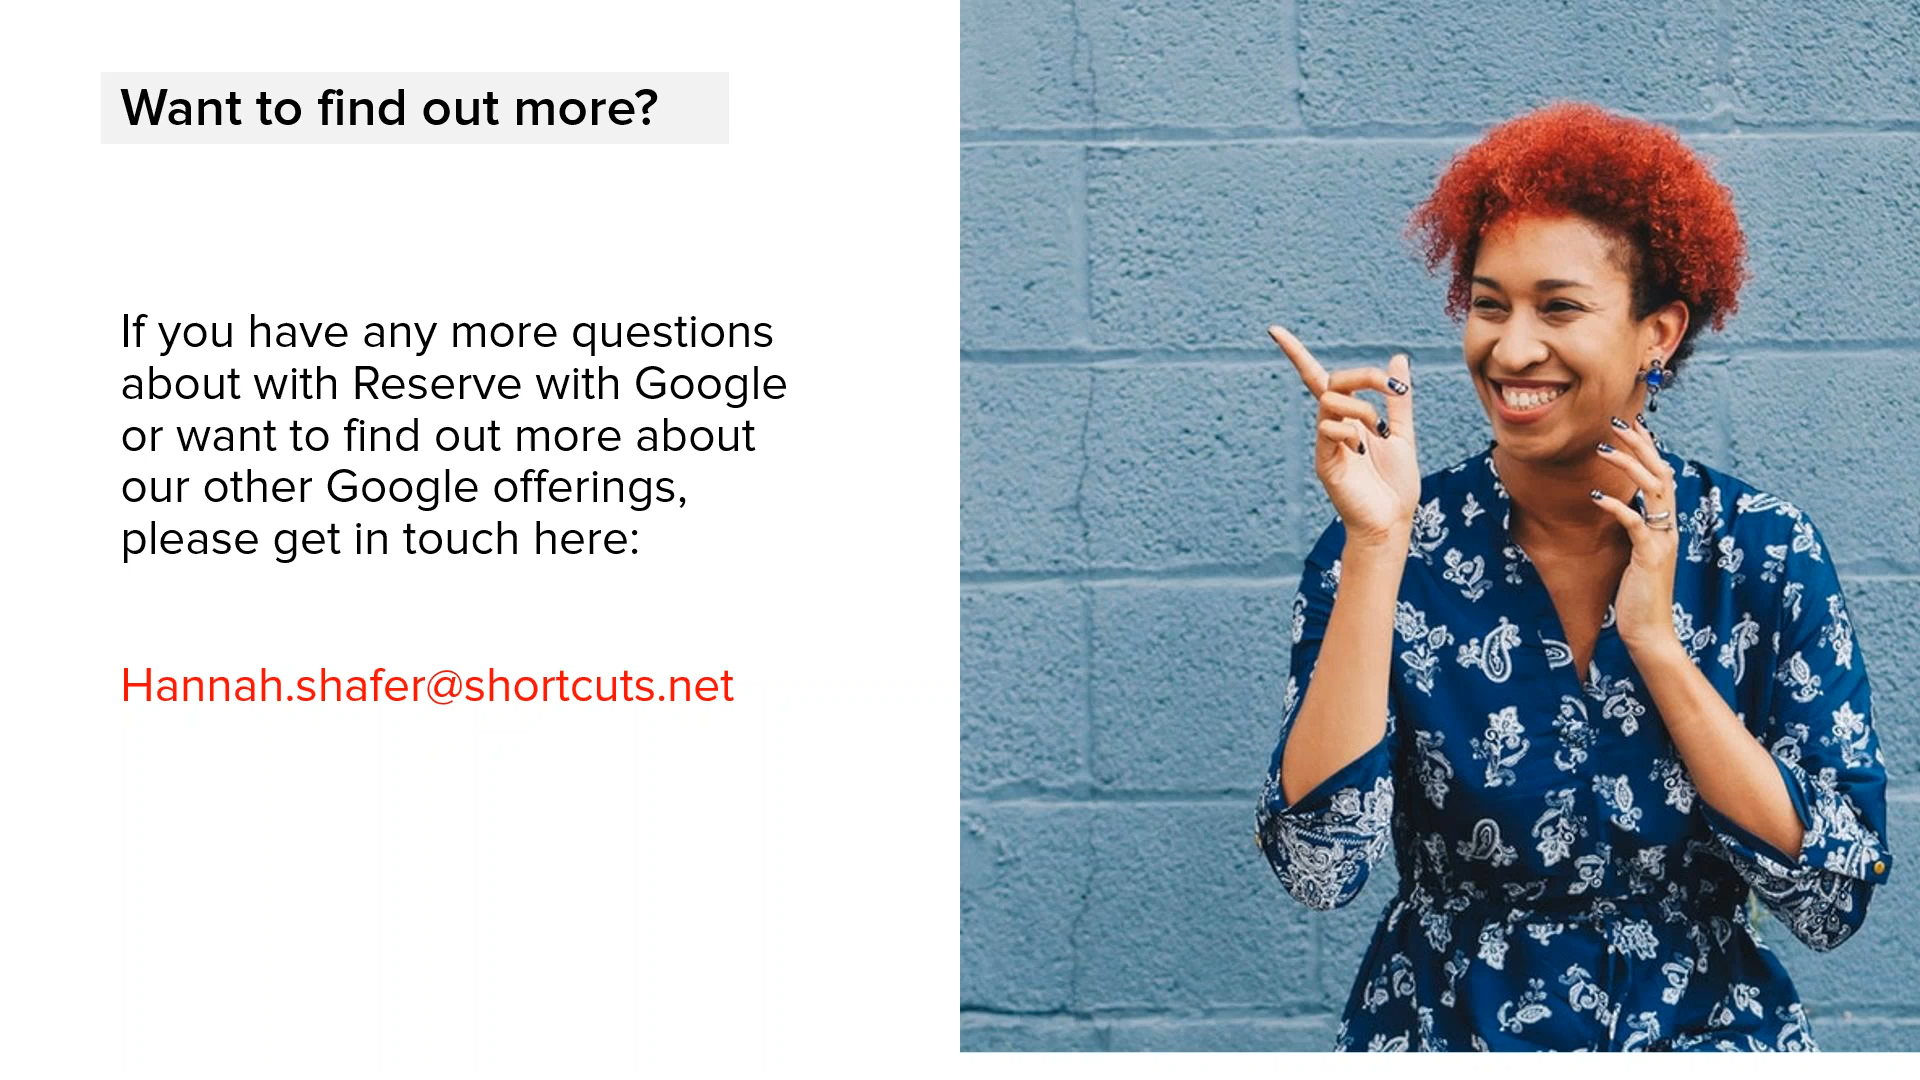 Want to find out more?
If you have any more questions
about with Reserve with Google
or want to find out more about
our other Google offerings,
please get in touch here:
Hannah.shafer@shortcuts.net